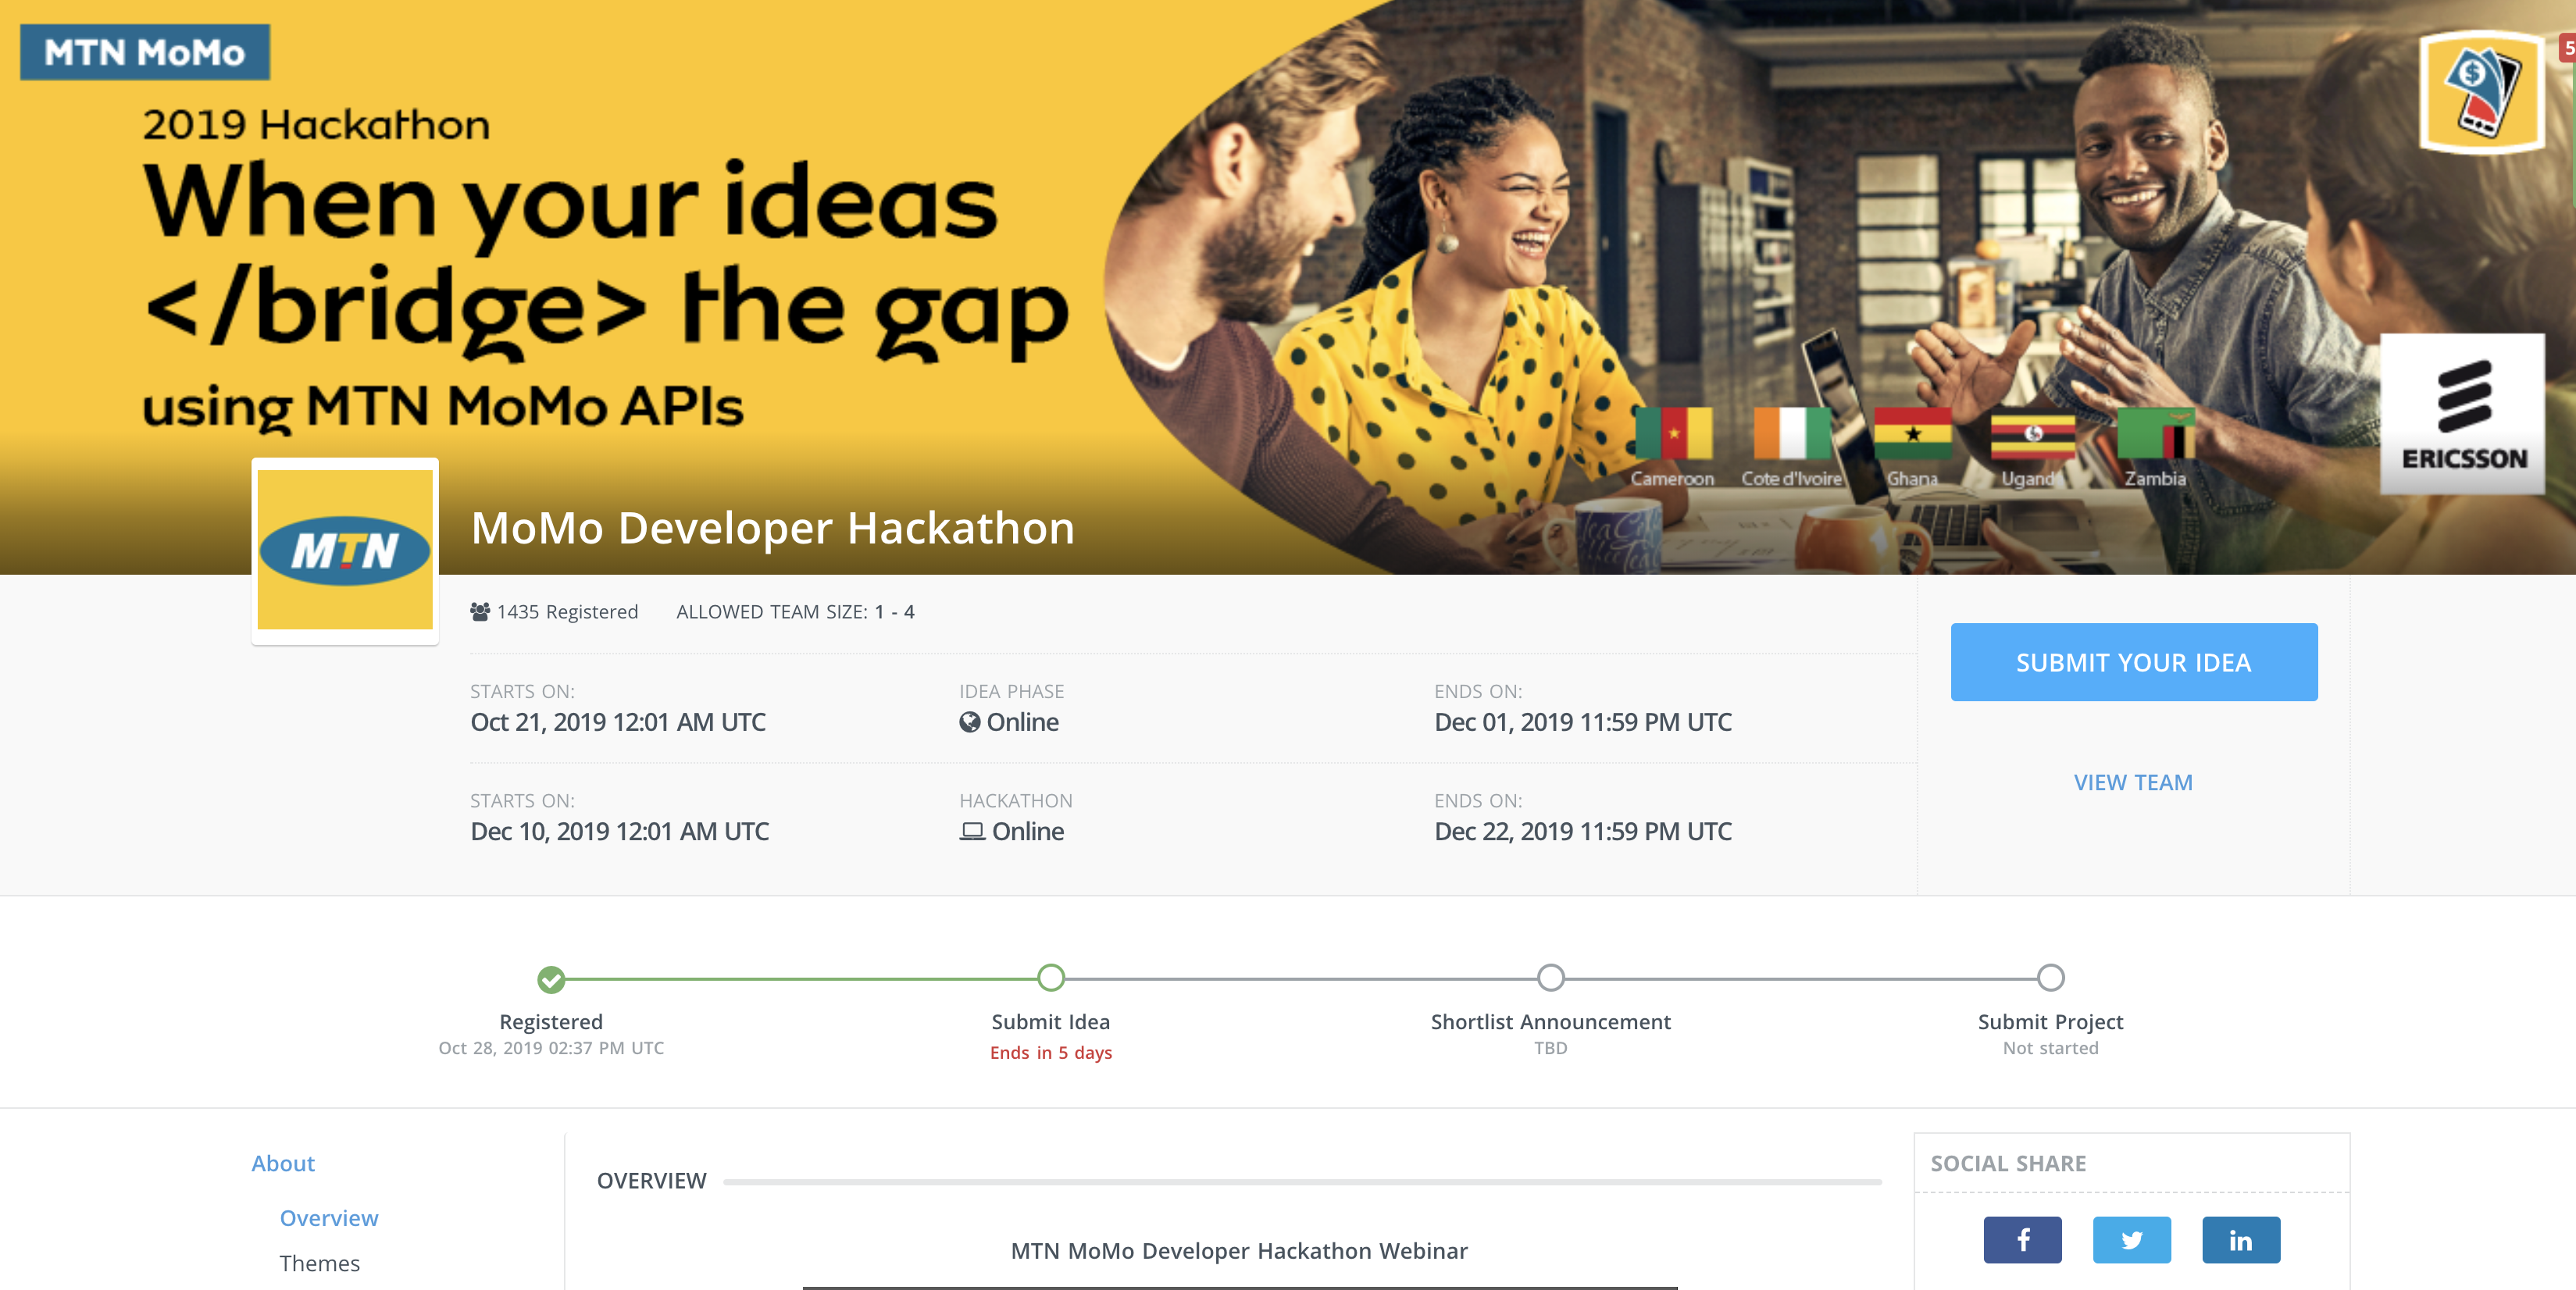 MTN MoMo
2019 Hackathon
When your ideas
</bridge> the gap
using MTN MoMo APIs
5
Cameroon
Cote d'Ivoire
Ghana
Uganda
Zambia
ERICSSON
MTN
MoMo Developer Hackathon
1435 Registered ALLOWED TEAM SIZE: 1 - 4
SUBMIT YOUR IDEA
VIEW TEAM
STARTS ON: IDEA PHASE ENDS ON:
Oct 21, 2019 12:01 AM UTC Online Dec 01, 2019 11:59 PM UTC
STARTS ON: HACKATHON ENDS ON:
Dec 10, 2019 12:01 AM UTC Online Dec 22, 2019 11:59 PM UTC
Registered
Oct 28, 2019 02:37 PM UTC
Submit Idea
Ends in 5 days
Shortlist Announcement
TBD
Submit Project
Not started
About
Overview
Themes
OVERVIEW
MTN MoMo Developer Hackathon Webinar
SOCIAL SHARE